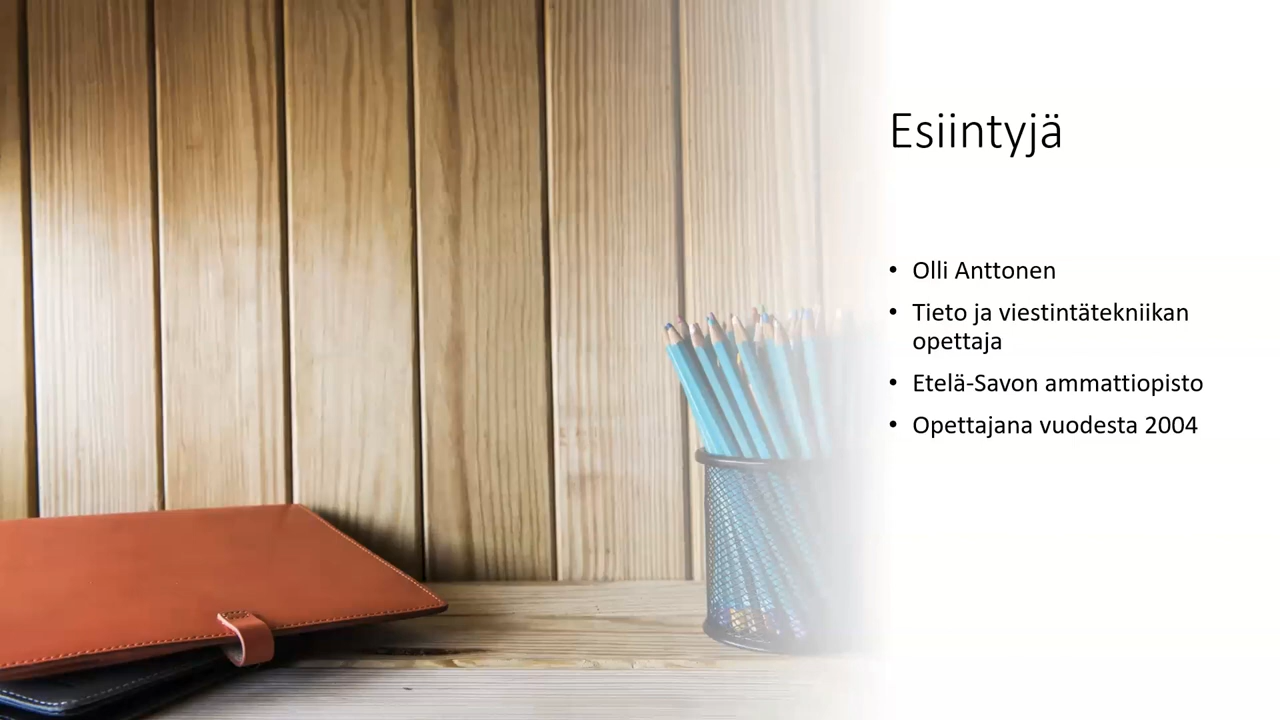 Esiintyjä
• Olli Anttonen
• Tieto ja viestintätekniikan
opettaja
• Etelä-Savon ammattiopisto
• Opettajana vuodesta 2004